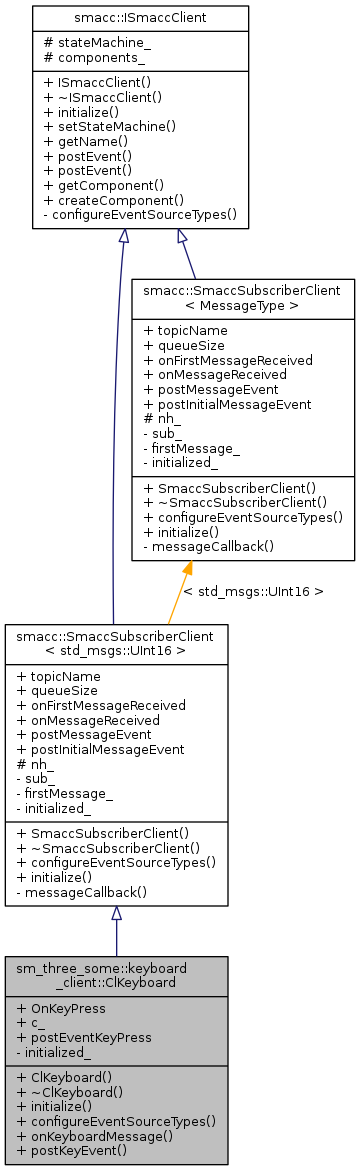 smacc::ISmaccClient
# stateMachine_
# components_
+ ISmaccClient()
+ ~ISmaccClient()
+ initialize()
+ setStateMachine()
+ getName()
+ postEvent()
+ postEvent()
+ getComponent()
+ createComponent()
- configureEventSourceTypes()
smacc::SmaccSubscriberClient
< MessageType >
+ topicName
+ queueSize
+ onFirstMessageReceived
+ onMessageReceived
+ postMessageEvent
+ postInitialMessageEvent
# nh_
- sub_
- firstMessage_
- initialized_
+ SmaccSubscriberClient()
+ ~SmaccSubscriberClient()
+ configureEventSourceTypes()
+ initialize()
- messageCallback()
< std_msgs::UInt16 >
smacc::SmaccSubscriberClient
< std_msgs::UInt16 >
+ topicName
+ queueSize
+ onFirstMessageReceived
+ onMessageReceived
+ postMessageEvent
+ postInitialMessageEvent
# nh_
- sub_
- firstMessage_
- initialized_
+ SmaccSubscriberClient()
+ ~SmaccSubscriberClient()
+ configureEventSourceTypes()
+ initialize()
- messageCallback()
sm_three_some::keyboard
_client::ClKeyboard
+ OnKeyPress
+ c_
+ postEventKeyPress
- initialized_
+ ClKeyboard()
+ ~ClKeyboard()
+ initialize()
+ configureEventSourceTypes()
+ onKeyboardMessage()
+ postKeyEvent()